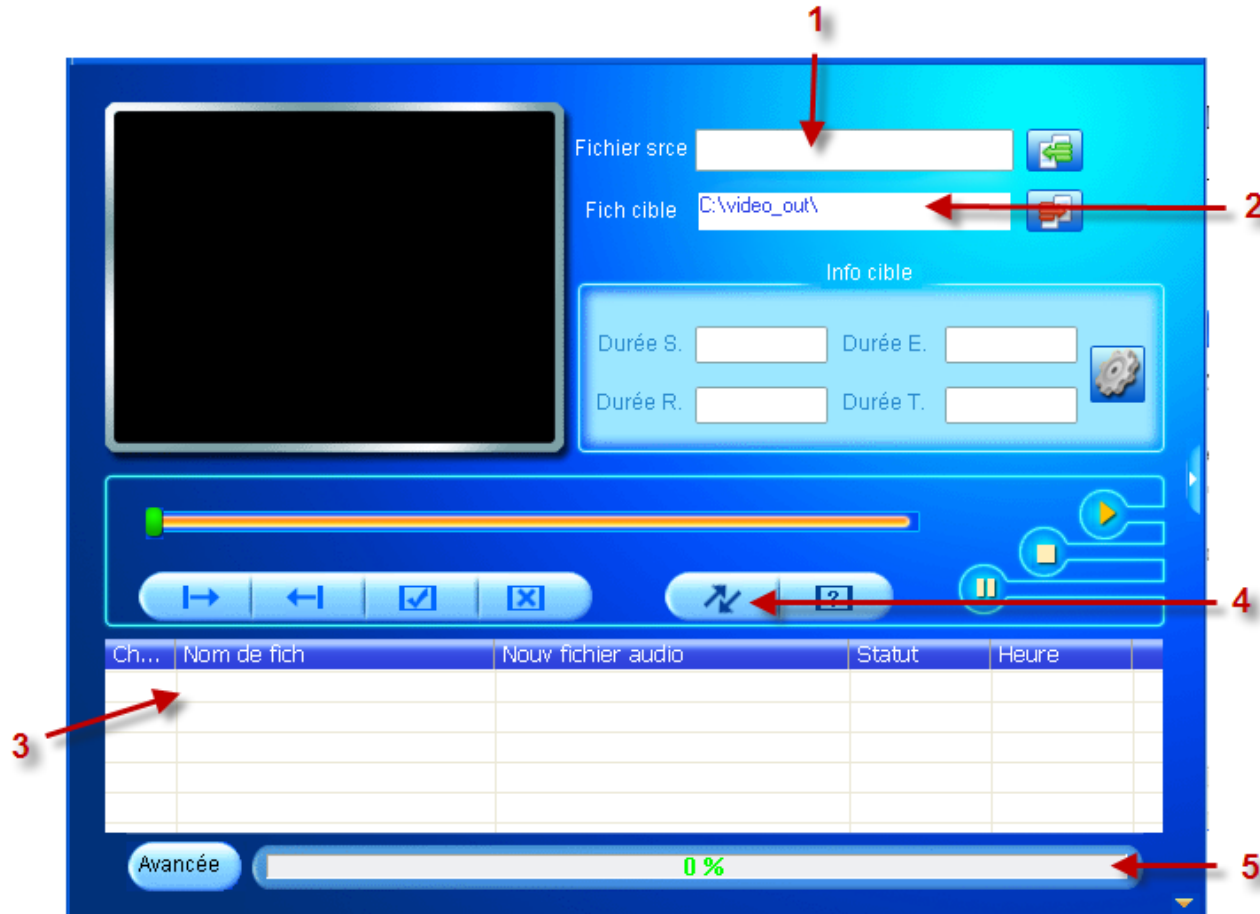 1
Fichier srce
Fich cible C:\video_out\
2
Info cible
Durée S. Durée E.
Durée R. Durée T.
4
Ch... Nom de fich Nouv fichier audio Statut Heure
3
Avancée 0 %
5